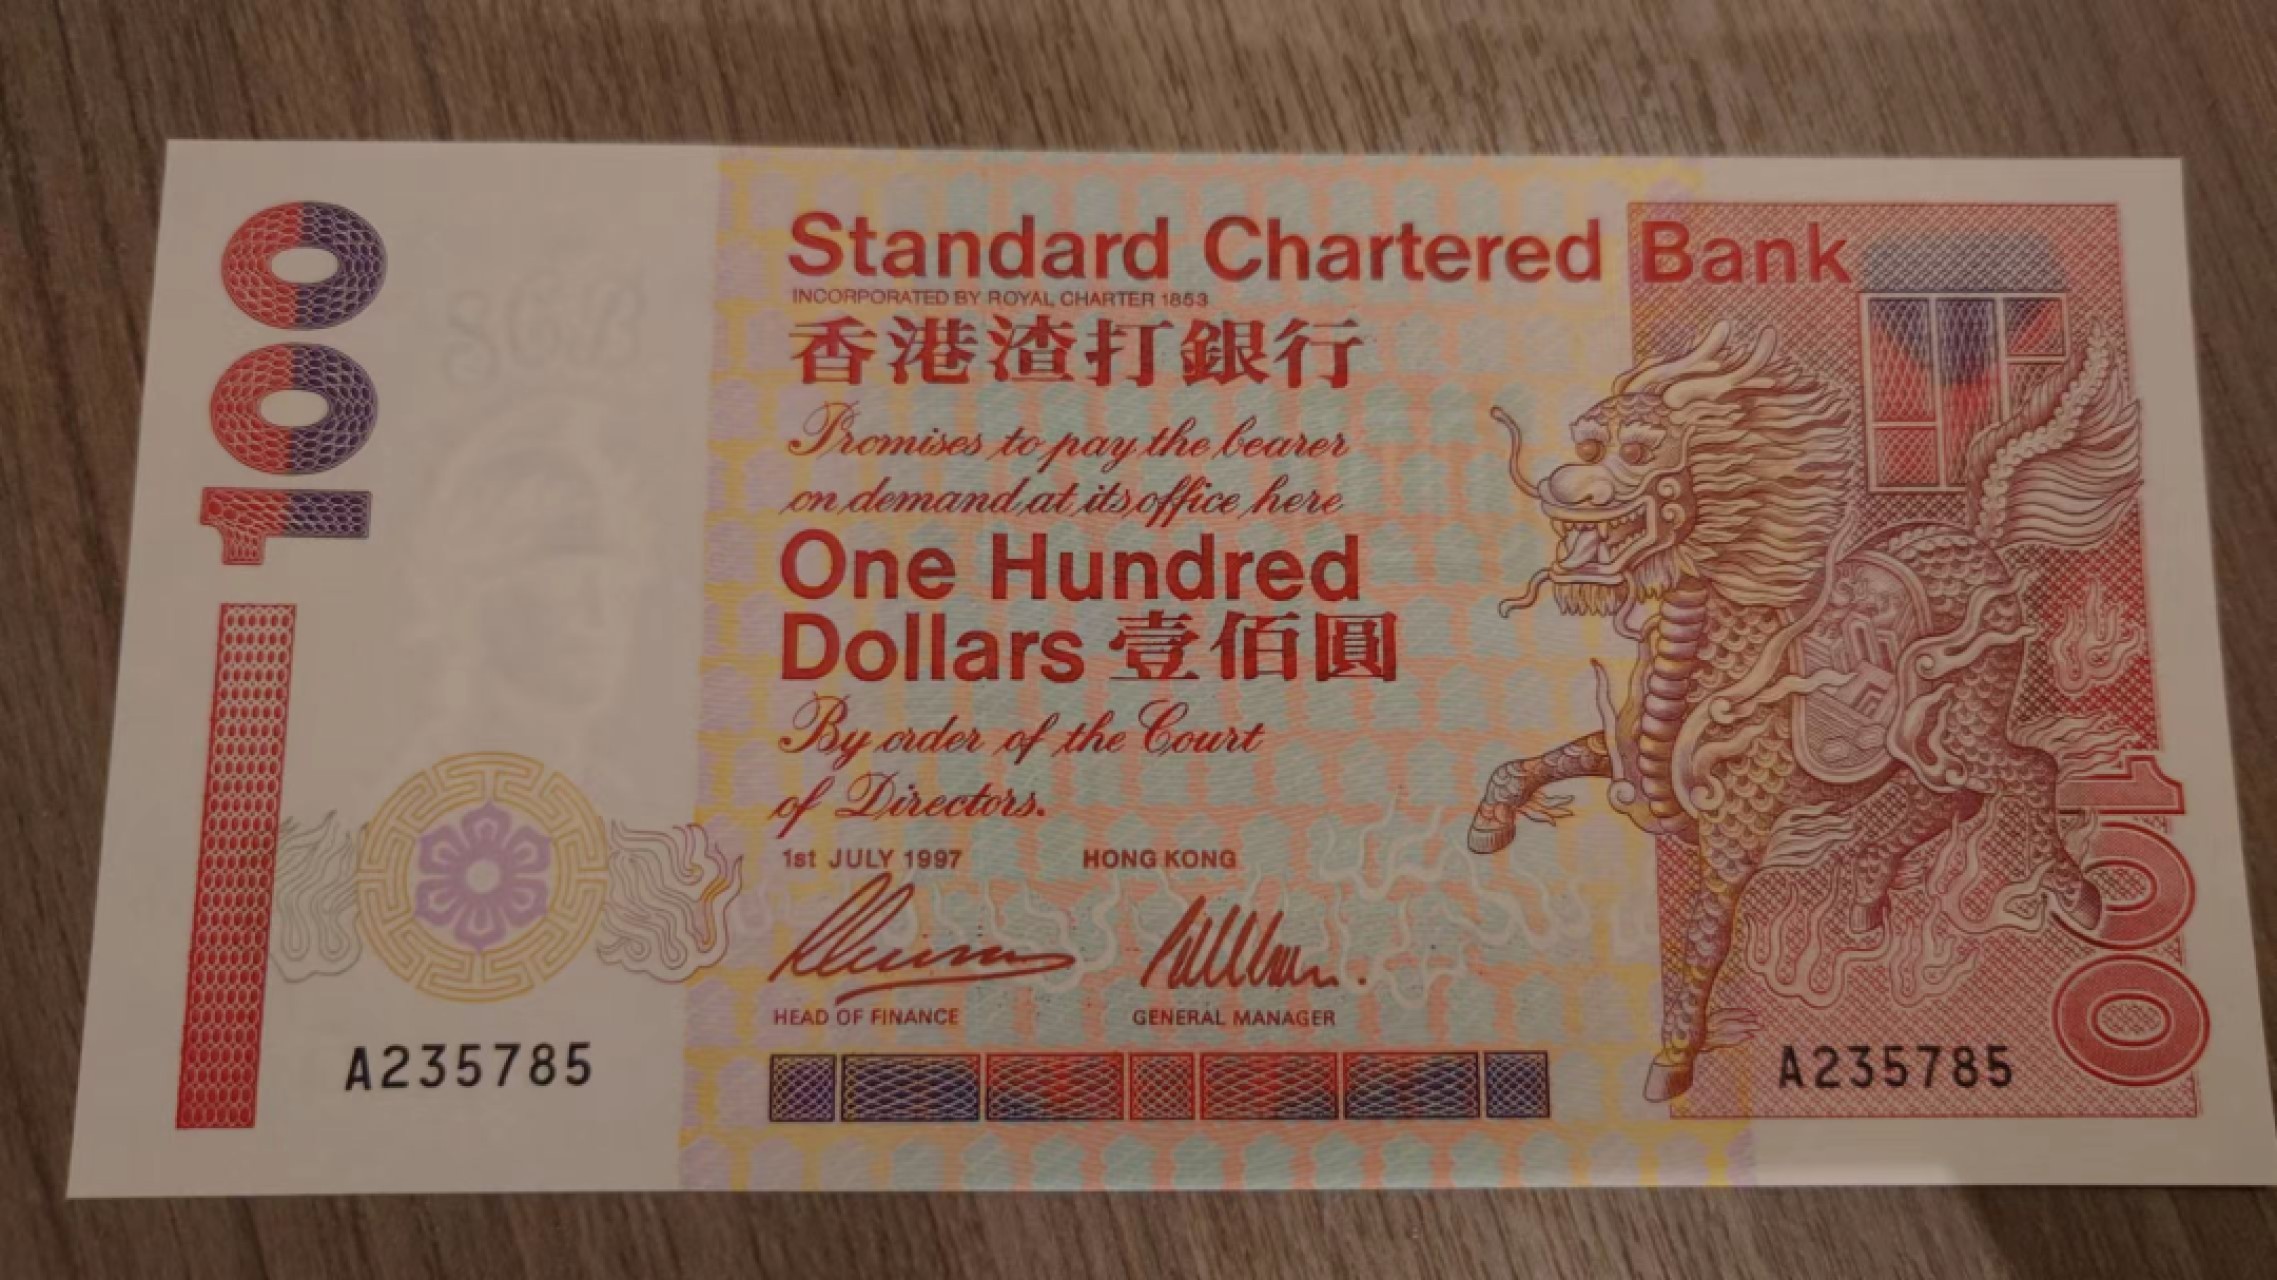 100
Standard Chartered Bank
INCORPORATED BY ROYAL CHARTER 1853
香港渣打銀行
Promises to pay the bearer
on demand at its office here
One Hundred
Dollars 壹佰圓
By order of the Court
of Directors.
1st JULY 1997 HONG KONG
HEAD OF FINANCE GENERAL MANAGER
A235785
A235785
100